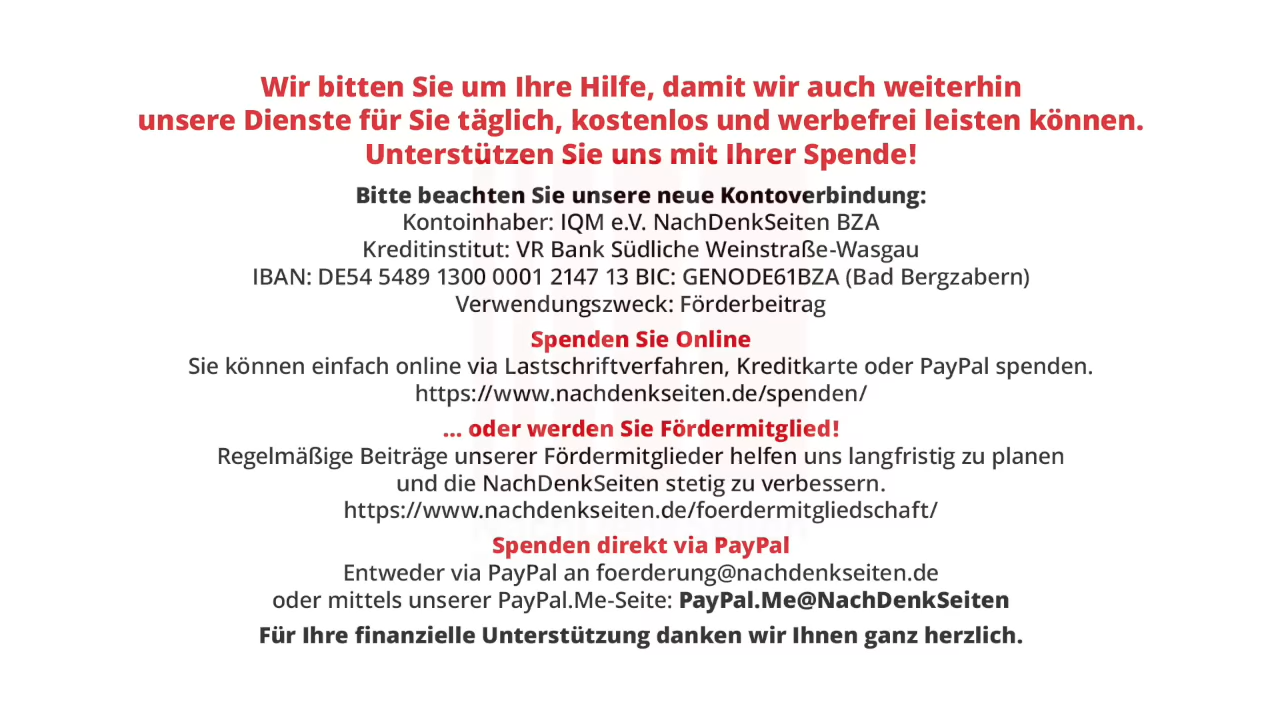 Wir bitten Sie um Ihre Hilfe, damit wir auch weiterhin
unsere Dienste für Sie täglich, kostenlos und werbefrei leisten können.
Unterstützen Sie uns mit Ihrer Spende!
Bitte beachten Sie unsere neue Kontoverbindung:
Kontoinhaber: IQM e.V. NachDenkSeiten BZA
Kreditinstitut: VR Bank Südliche Weinstraße-Wasgau
IBAN: DE54 5489 1300 0001 2147 13 BIC: GENODE61BZA (Bad Bergzabern)
Verwendungszweck: Förderbeitrag
Spenden Sie Online
Sie können einfach online via Lastschriftverfahren, Kreditkarte oder PayPal spenden.
https://www.nachdenkseiten.de/spenden/
... oder werden Sie Fördermitglied!
Regelmäßige Beiträge unserer Fördermitglieder helfen uns langfristig zu planen
und die NachDenkSeiten stetig zu verbessern.
https://www.nachdenkseiten.de/foerdermitgliedschaft/
Spenden direkt via PayPal
Entweder via PayPal an foerderung@nachdenkseiten.de
oder mittels unserer PayPal.Me-Seite: PayPal.Me@NachDenkSeiten
Für Ihre finanzielle Unterstützung danken wir Ihnen ganz herzlich.